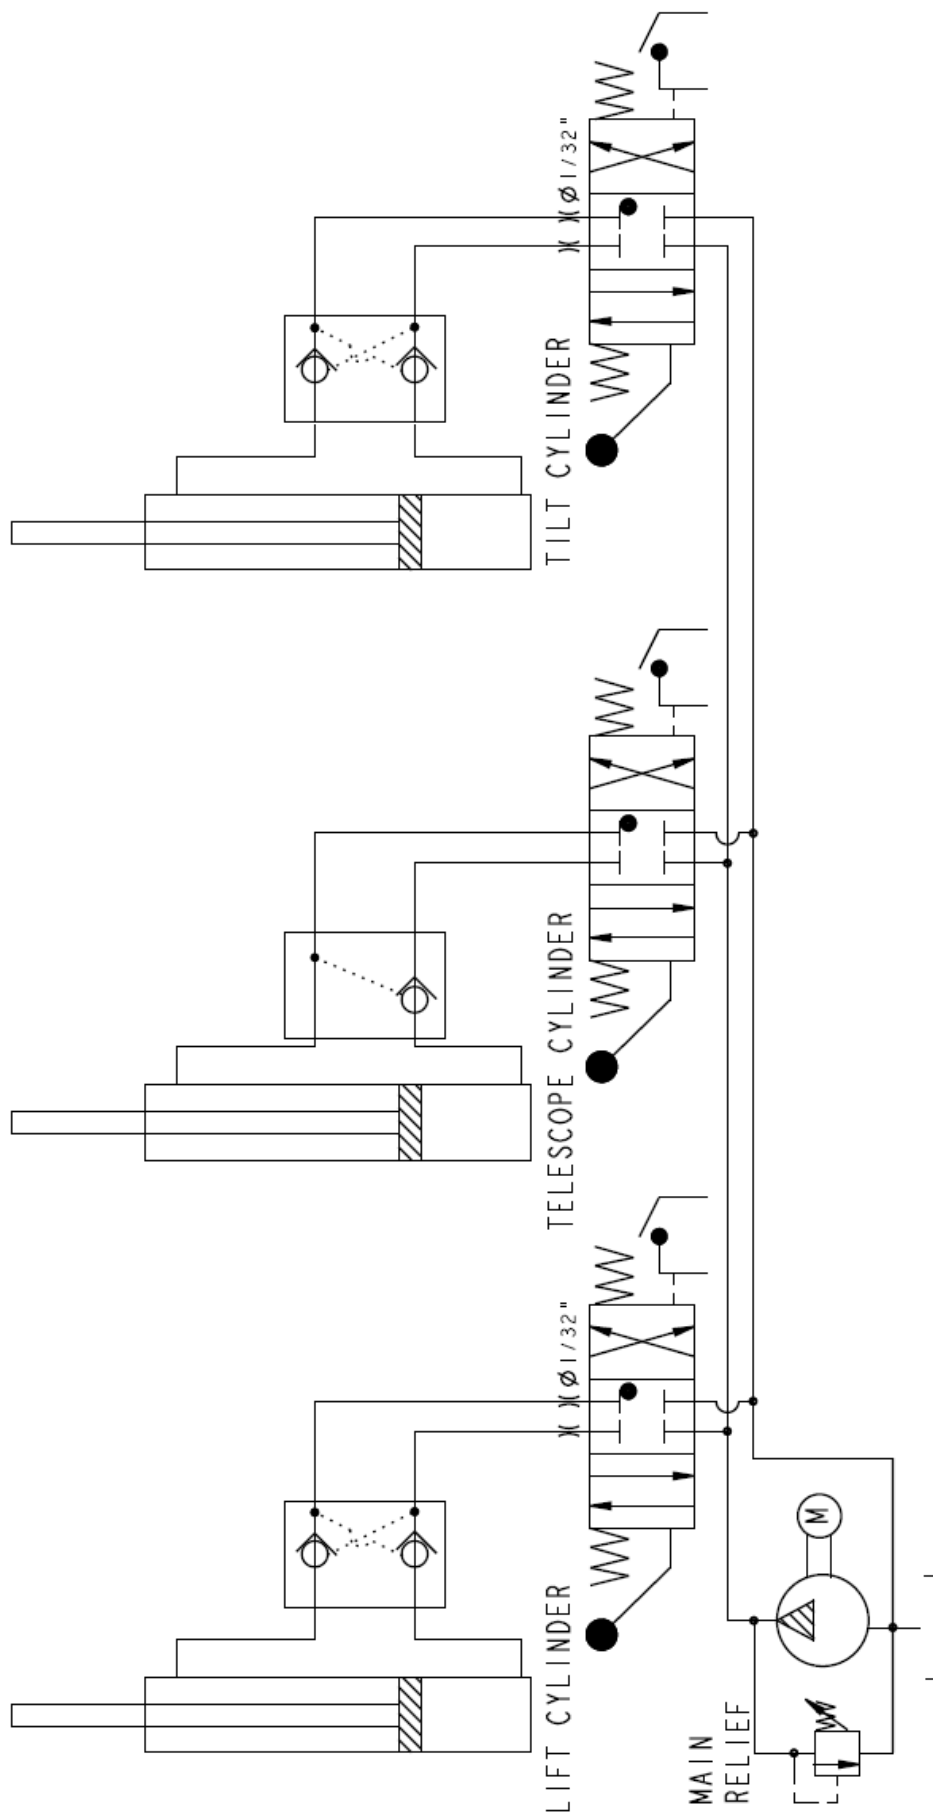 Ø1/32"
TILT CYLINDER
TELESCOPE CYLINDER
Ø1/32"
LIFT CYLINDER
M
MAIN
RELIEF